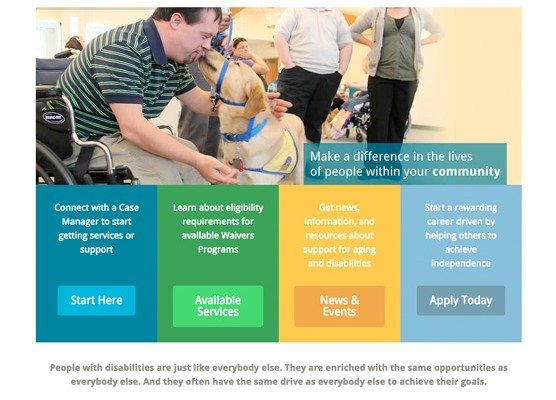 Make a difference in the lives
of people within your community
Connect with a Case
Manager to start
getting services or
support
Start Here
Learn about eligibility
requirements for
available Waivers
Programs
Available
Services
Get news,
information, and
resources about
support for aging
and disabilities
News &
Events
Start a rewarding
career driven by
helping others to
achieve
independence
Apply Today
People with disabilities are just like everybody else. They are enriched with the same opportunities as
everybody else. And they often have the same drive as everybody else to achieve their goals.